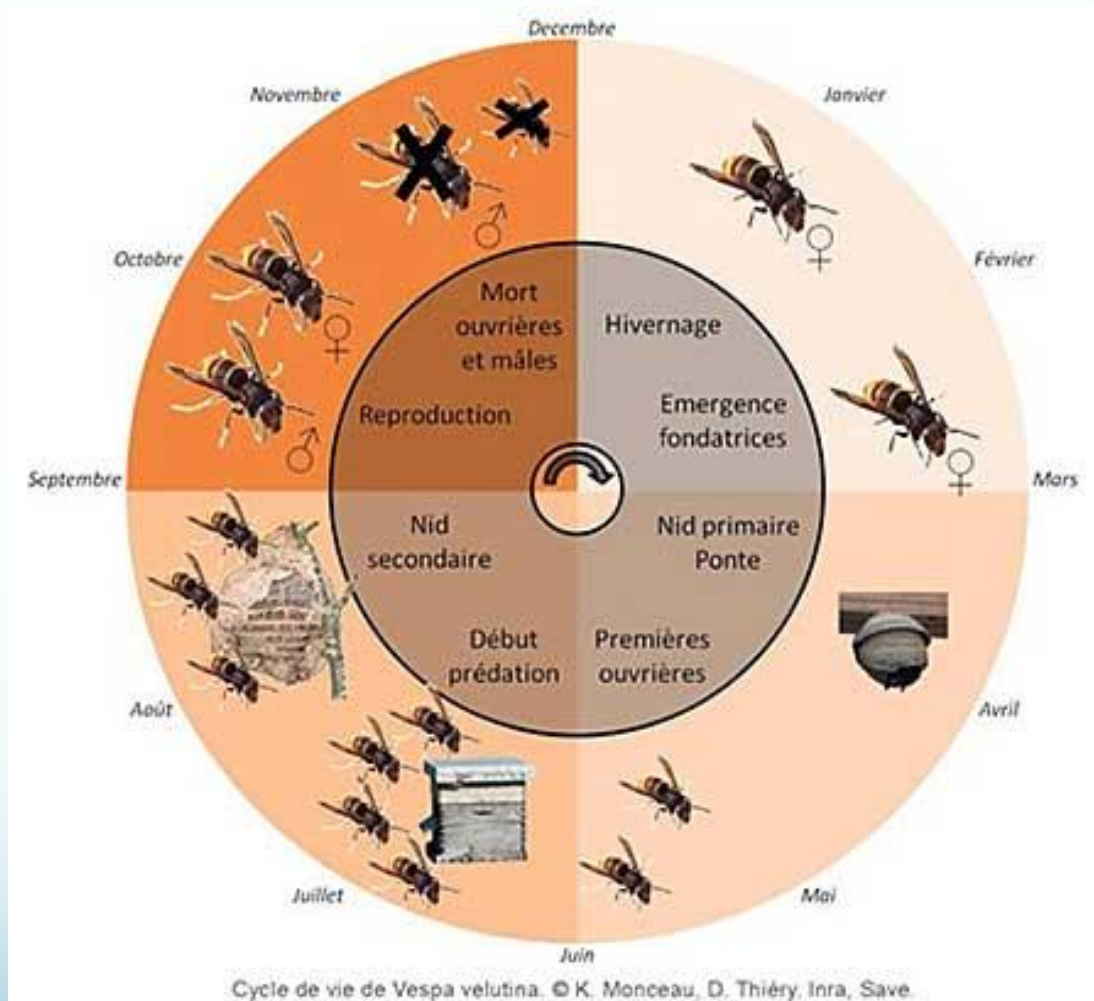 Decembre
Janvier
Février
Mars
Avril
Mai
Juin
Juillet
Août
Septembre
Octobre
Novembre
Hivernage
Emergence
fondatrices
Nid primaire
Ponte
Premières
ouvrières
Début
prédation
Nid
secondaire
Reproduction
Mort
ouvrières
et mâles
♀
♀
♂
♀
♂
Cycle de vie de Vespa velutina. © K. Monceau, D. Thiéry, Inra, Save.